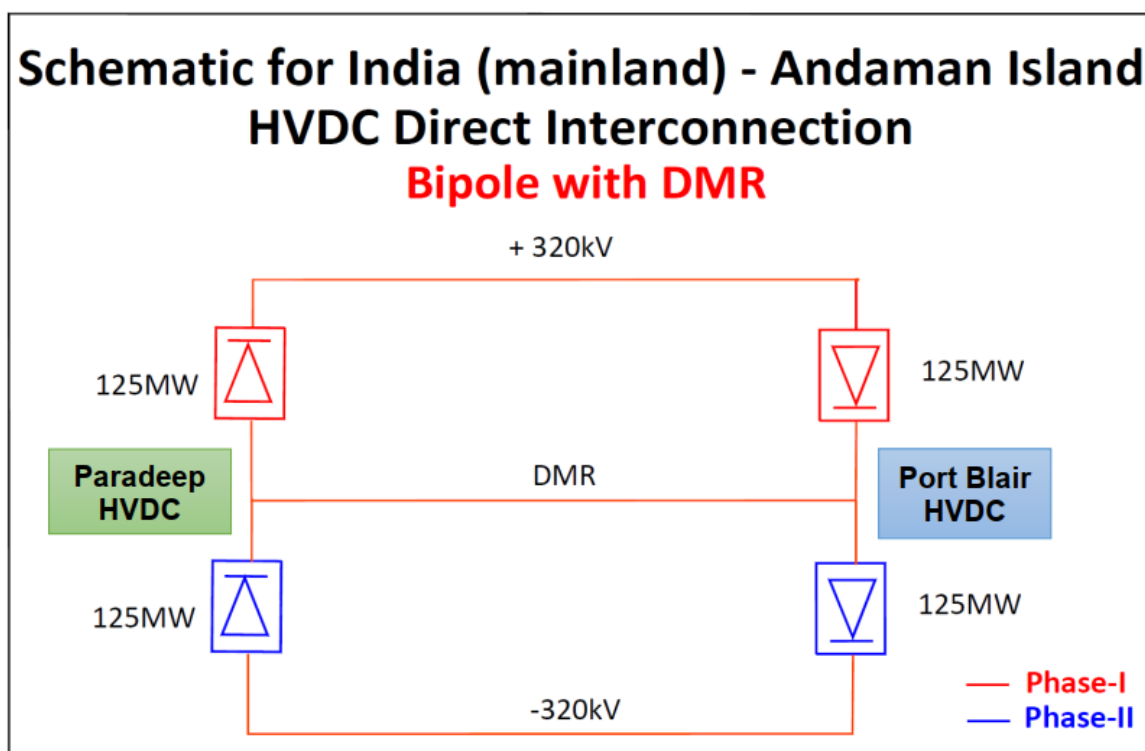 Schematic for India (mainland) - Andaman Island
HVDC Direct Interconnection
Bipole with DMR
+ 320kV
125MW
125MW
Paradeep
HVDC
DMR
Port Blair
HVDC
125MW
125MW
-320kV
Phase-I
Phase-II